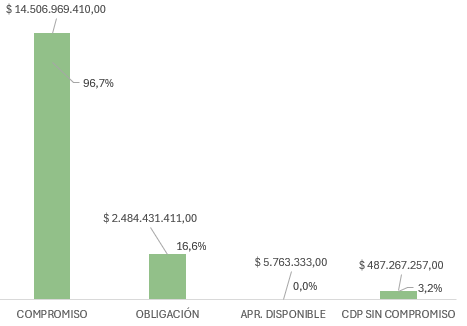 $ 14.506.969.410,00
96,7%
$ 2.484.431.411,00
16,6%
$ 5.763.333,00
0,0%
$ 487.267.257,00
3,2%
COMPROMISO
OBLIGACIÓN
APR. DISPONIBLE
CDP SIN COMPROMISO